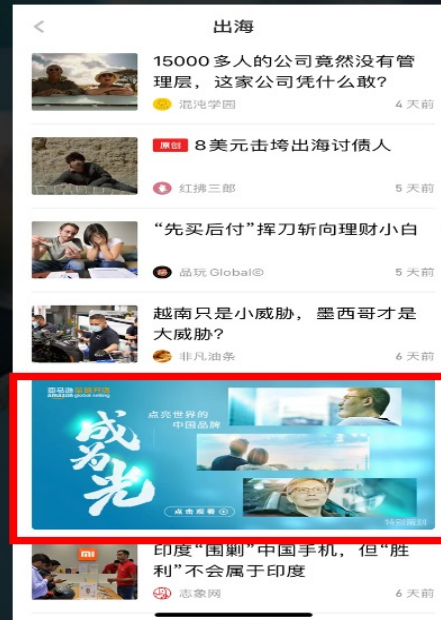 出海
15000多人的公司竟然没有管
理层，这家公司凭什么敢?
混沌学园
4天前
原创 8美元击垮出海讨债人
红拂三郎
5天前
“先买后付”挥刀斩向理财小白
品玩 Global©
5天前
越南只是小威胁，墨西哥才是
大威胁?
非凡油条
6天前
亚马逊全球开店
amazon global selling
成为光
点亮世界的
中国品牌
点击观看
特别策划
印度“围剿”中国手机，但“胜
利”不会属于印度
志象网
6天前